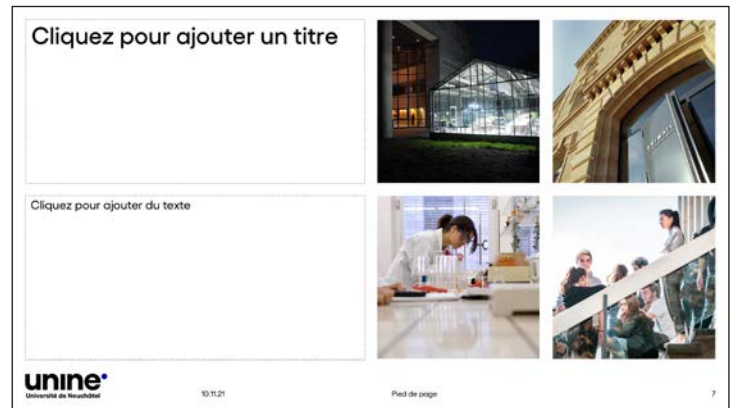 Cliquez pour ajouter un titre
Cliquez pour ajouter du texte
unine
Université de Neuchâtel
10.11.21
Pied de page
7